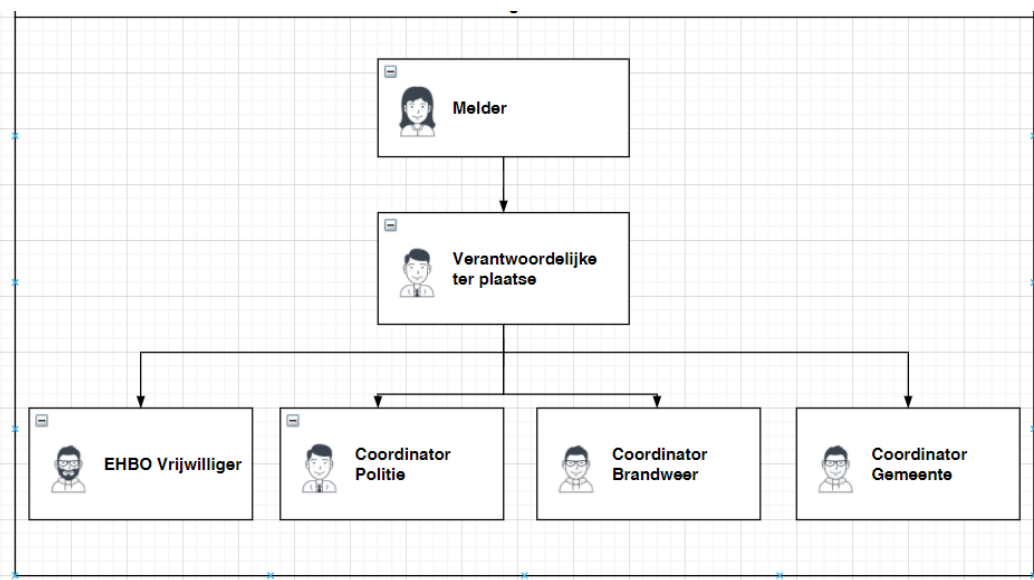 Melder
Verantwoordelijke
ter plaatse
EHBO Vrijwilliger
Coordinator
Politie
Coordinator
Brandweer
Coordinator
Gemeente